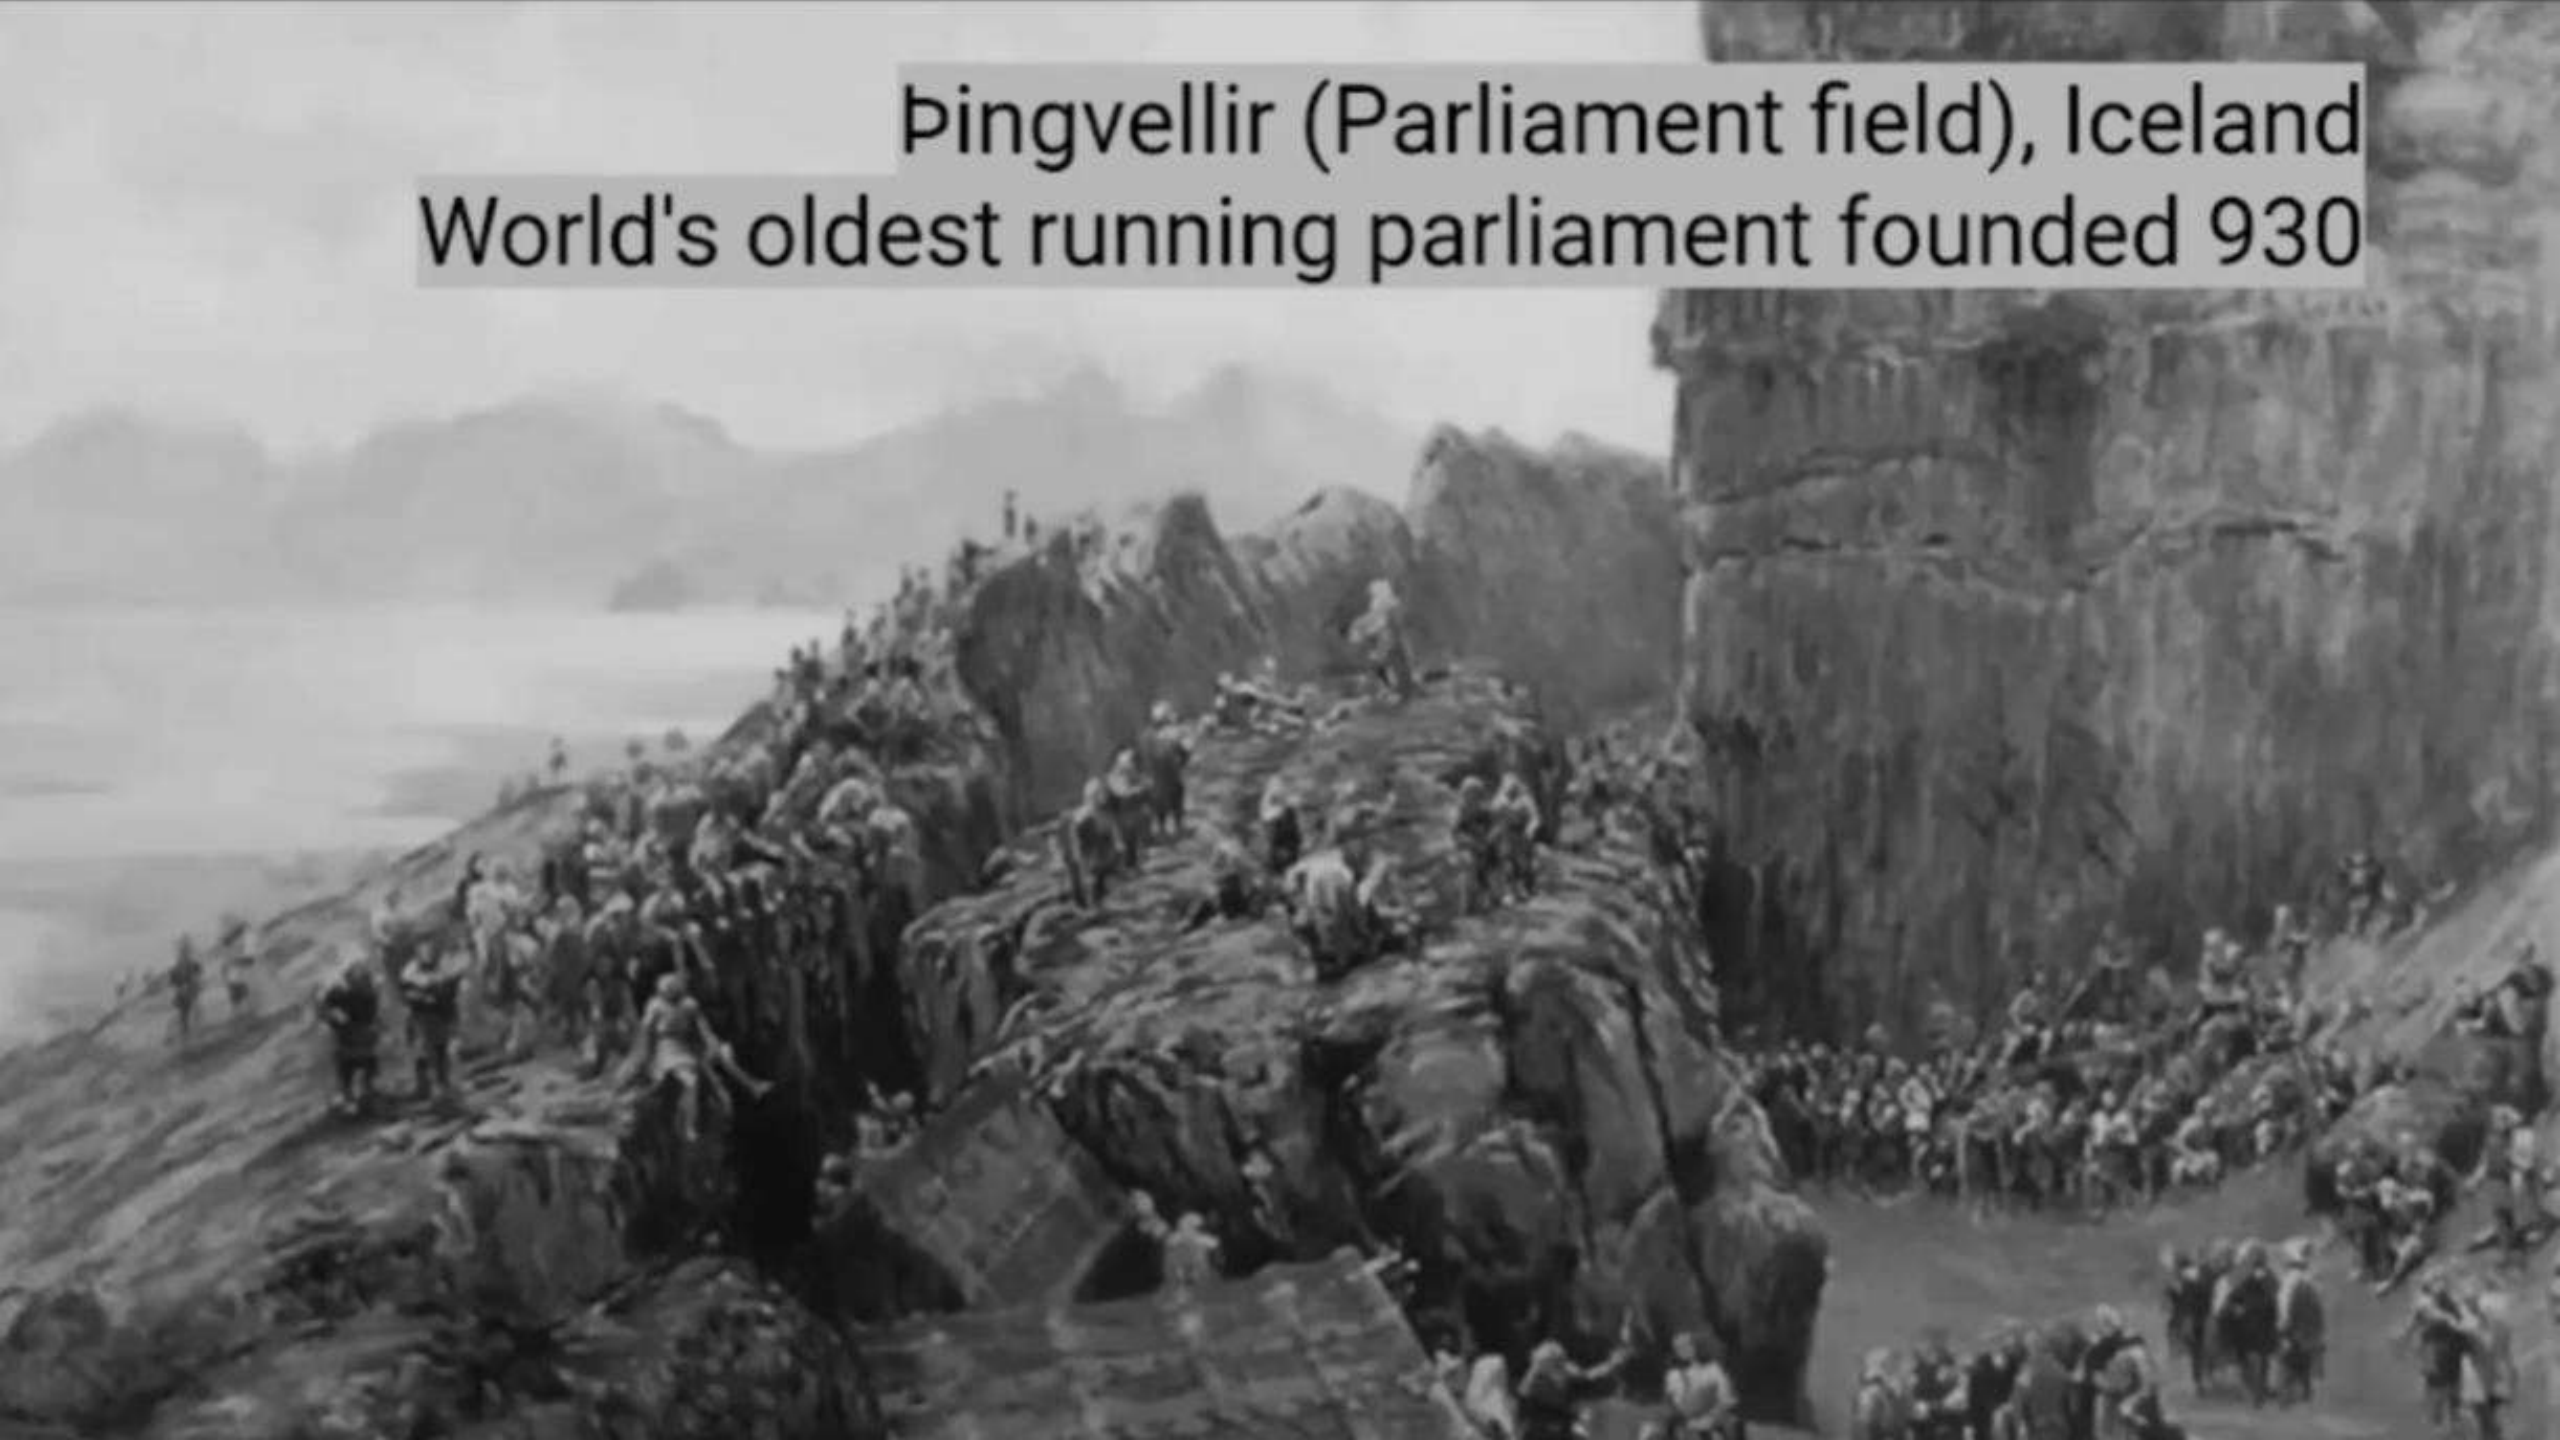 Þingvellir (Parliament field), Iceland
World's oldest running parliament founded 930